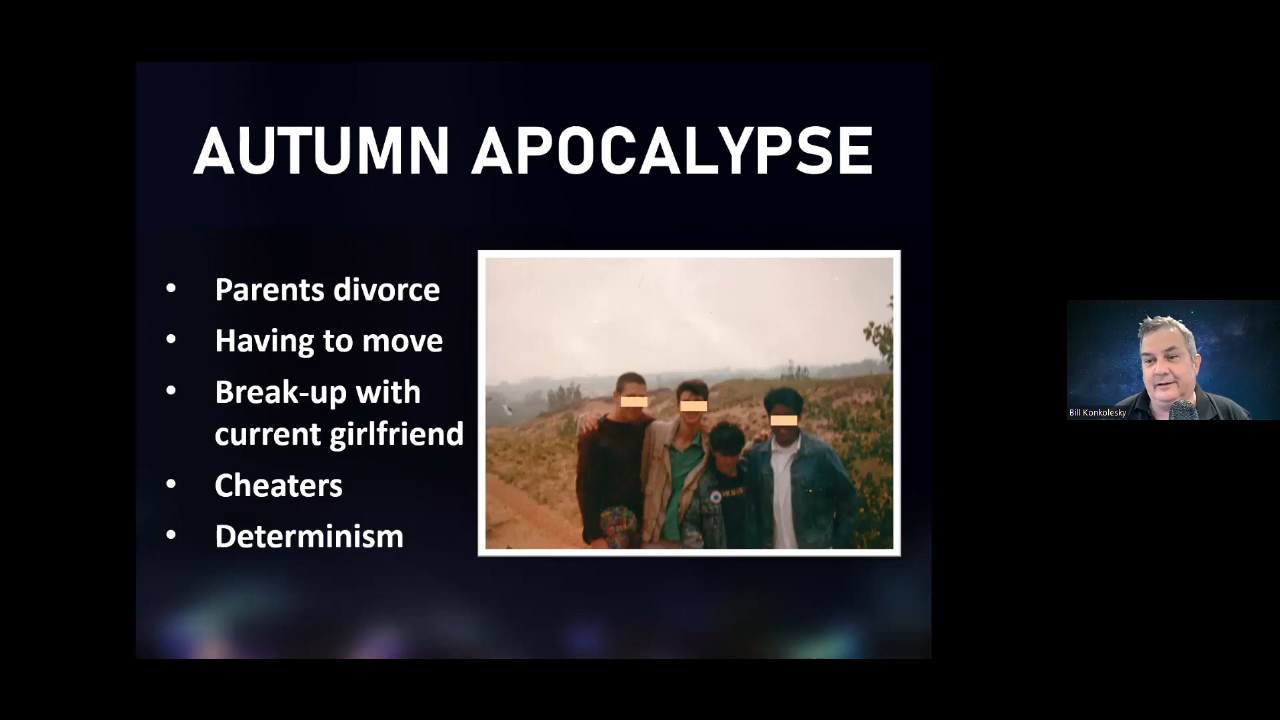 AUTUMN APOCALYPSE
• Parents divorce
• Having to move
• Break-up with
current girlfriend
• Cheaters
• Determinism
Bill Konkolesky